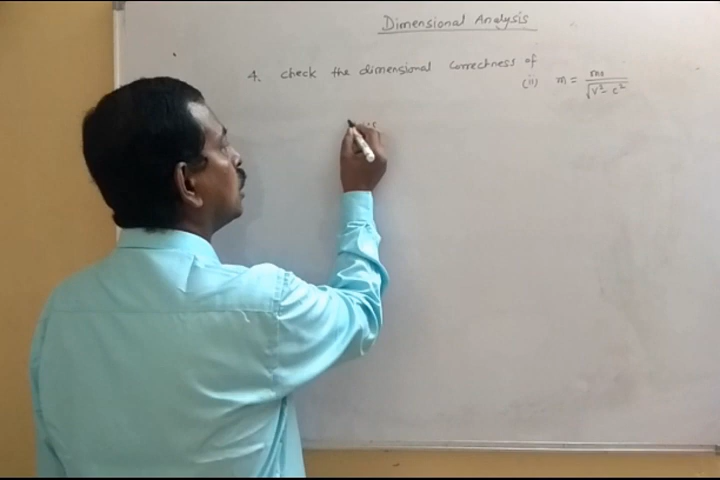 Dimensional Analysis
4. check the dimensional correctness of
(ii) m = m₀ / √v² - c²